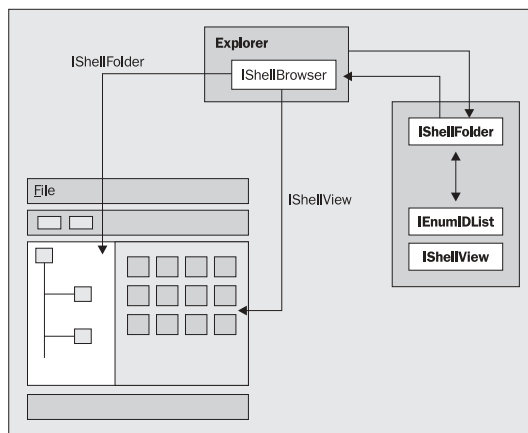 Explorer
IShellFolder
IShellBrowser
IShellFolder
File
IShellView
IEnumIDList
IShellView